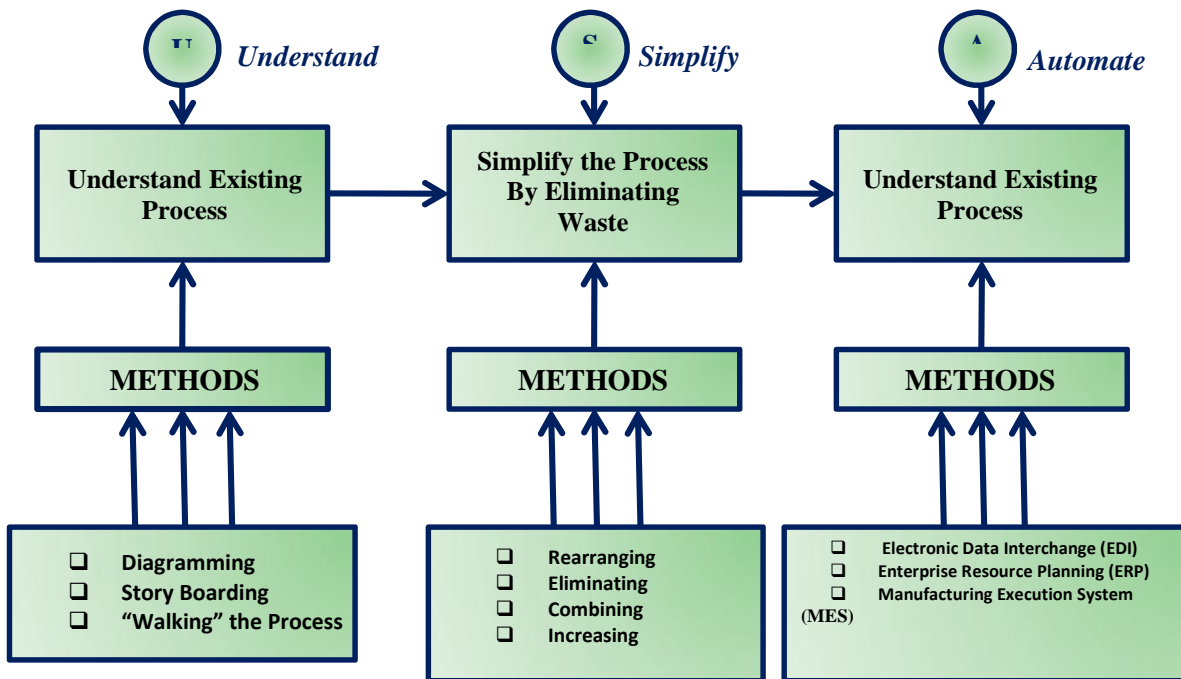 Understand
Simplify
Automate
Understand Existing
Process
Simplify the Process
By Eliminating
Waste
Understand Existing
Process
METHODS
METHODS
METHODS
❑ Diagramming
❑ Story Boarding
❑ “Walking” the Process
❑ Rearranging
❑ Eliminating
❑ Combining
❑ Increasing
❑ Electronic Data Interchange (EDI)
❑ Enterprise Resource Planning (ERP)
❑ Manufacturing Execution System
(MES)